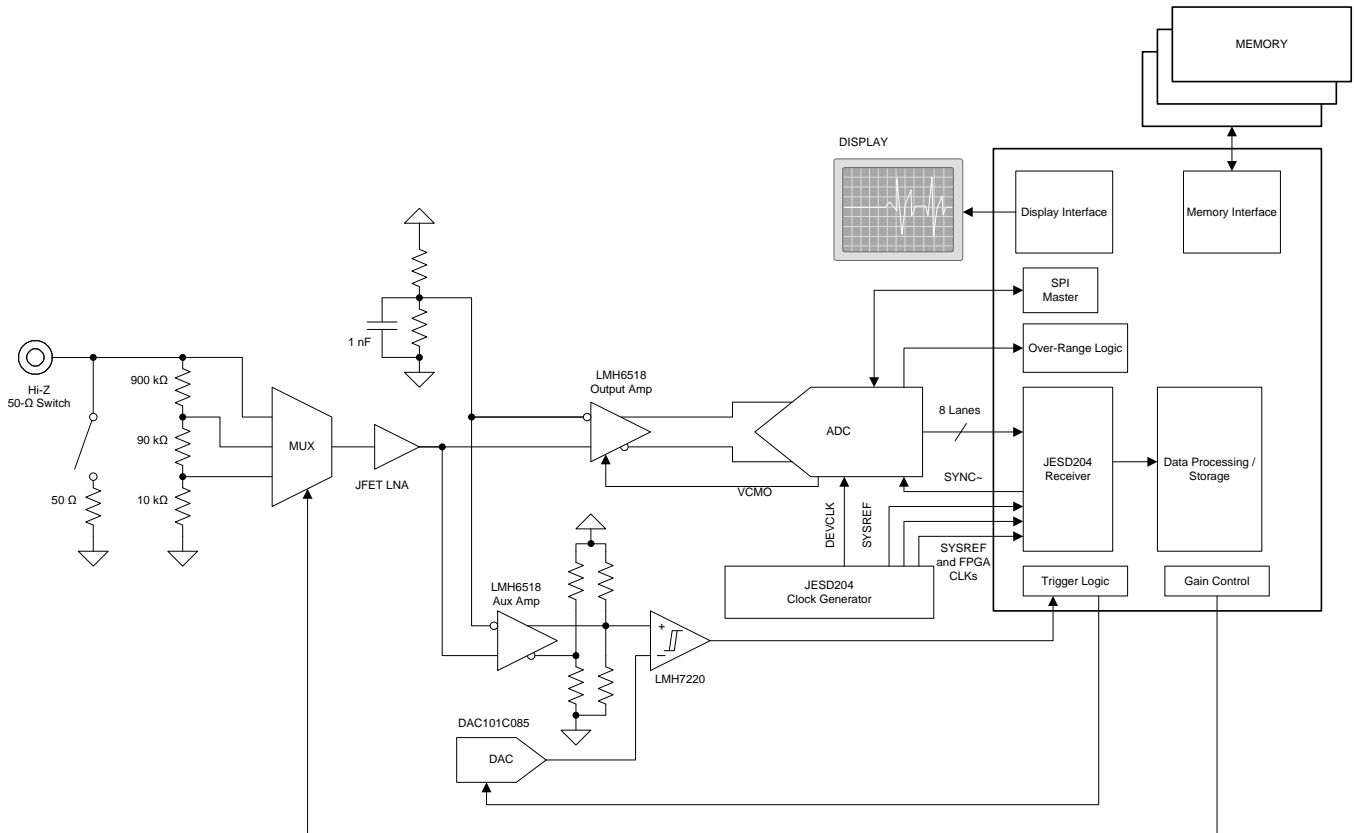 MEMORY
DISPLAY
Display Interface
Memory Interface
SPI
Master
1 nF
Over-Range Logic
Hi-Z
50-Ω Switch
900 kΩ
90 kΩ
10 kΩ
50 Ω
MUX
JFET LNA
LMH6518
Output Amp
ADC
VCMO
8 Lanes
SYNC~
JESD204
Receiver
Data Processing /
Storage
DEVCLK
SYSREF
SYSREF
and FPGA
CLKs
JESD204
Clock Generator
Trigger Logic
Gain Control
LMH6518
Aux Amp
+
–
LMH7220
DAC101C085
DAC